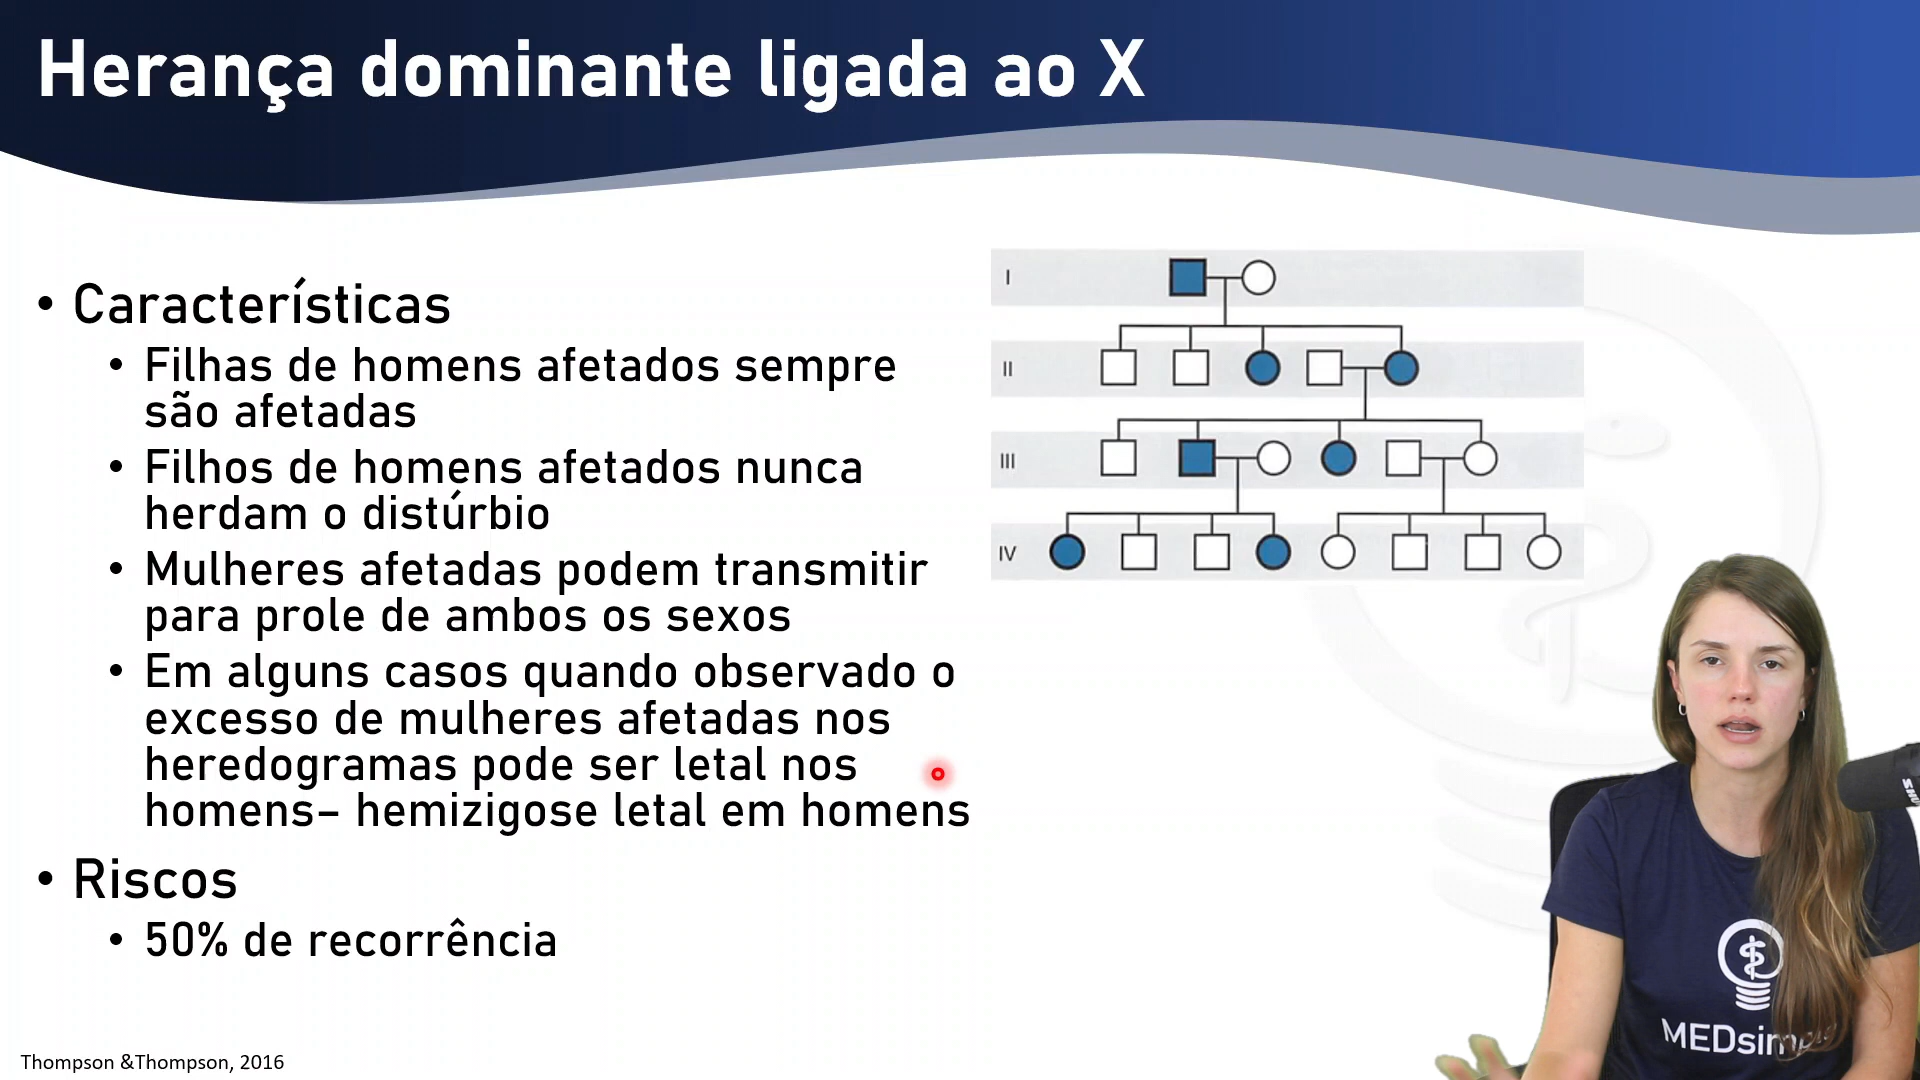 Herança dominante ligada ao X
• Características
• Filhas de homens afetados sempre
são afetadas
• Filhos de homens afetados nunca
herdam o distúrbio
• Mulheres afetadas podem transmitir
para prole de ambos os sexos
• Em alguns casos quando observado o
excesso de mulheres afetadas nos
heredogramas pode ser letal nos
homens– hemizigose letal em homens
• Riscos
• 50% de recorrência
I
II
III
IV
Thompson &Thompson, 2016